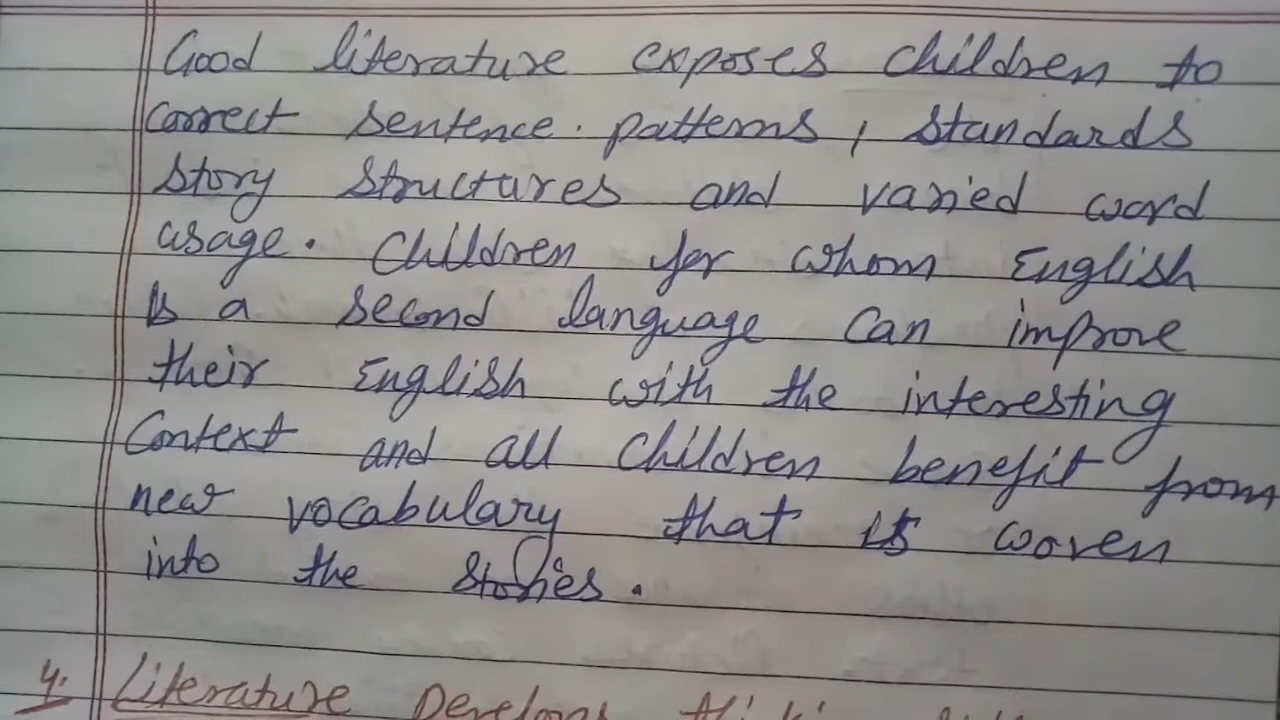 Good literature exposes children to
correct sentence. patterns, standards
story structures and varied word
usage. Children for whom English
is a second language can improve
their English with the interesting
Context and all children benefit from
new vocabulary that is woven
into the stories.
4. Literature Develops